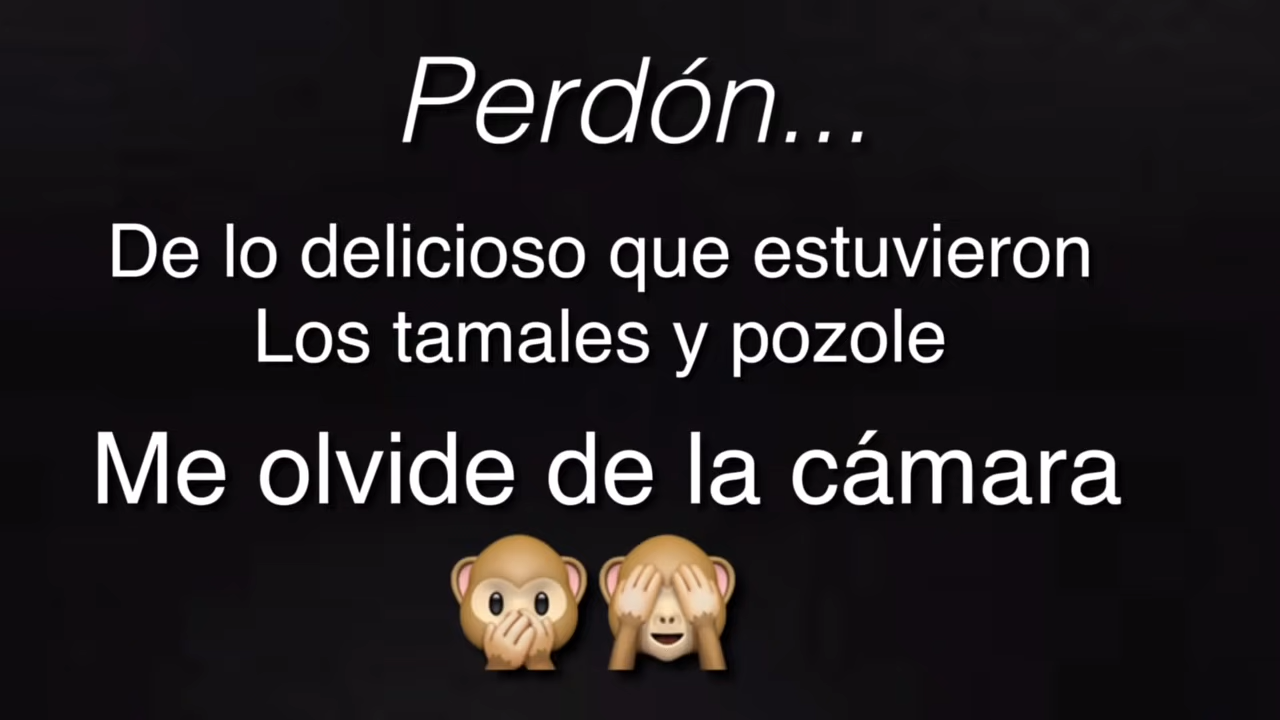 Perdón...
De lo delicioso que estuvieron
Los tamales y pozole
Me olvide de la cámara
🙊🙈